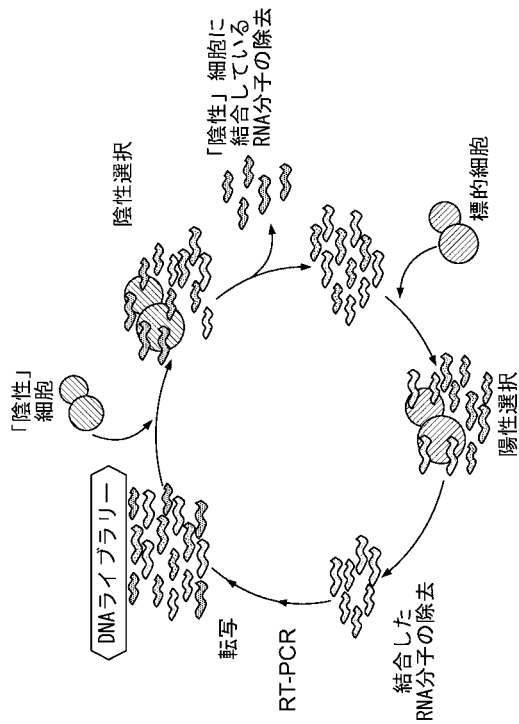 DNAライブラリー
「陰性」
細胞
陰性選択
「陰性」細胞に
結合している
RNA分子の除去
標的細胞
陽性選択
結合した
RNA分子の除去
RT-PCR
転写